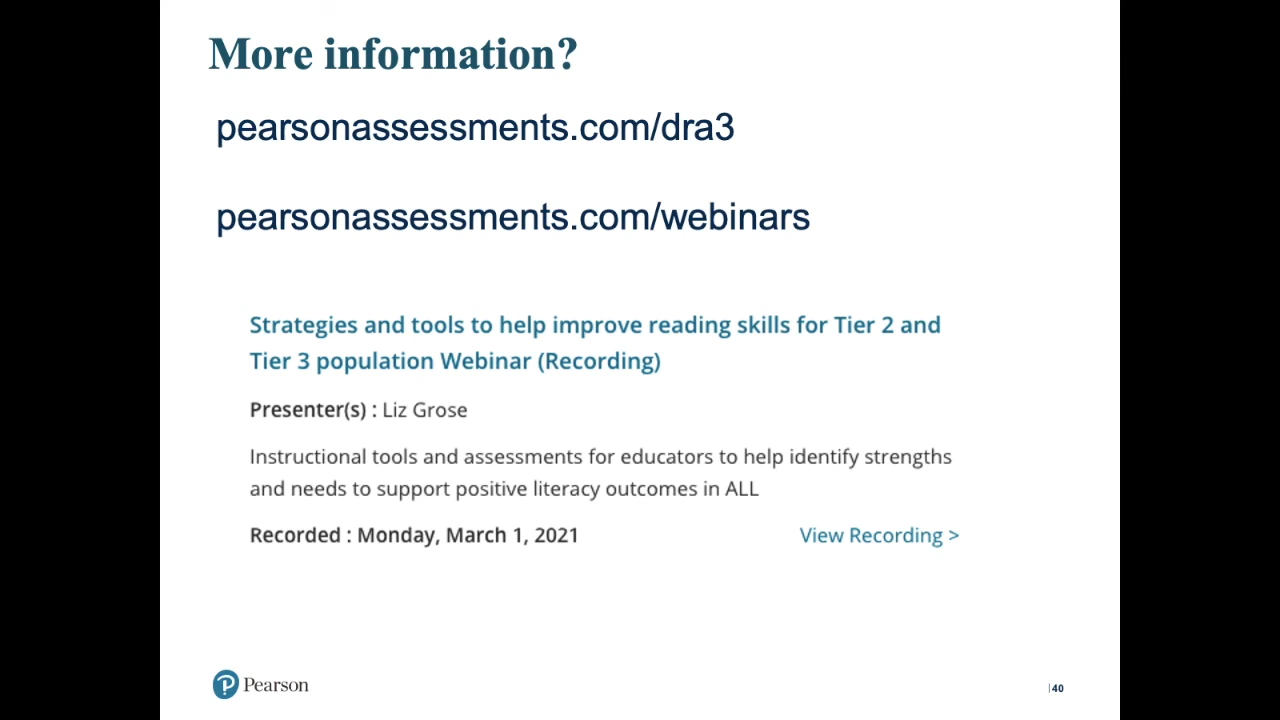 More information?
pearsonassessments.com/dra3
pearsonassessments.com/webinars
Strategies and tools to help improve reading skills for Tier 2 and
Tier 3 population Webinar (Recording)
Presenter(s) : Liz Grose
Instructional tools and assessments for educators to help identify strengths
and needs to support positive literacy outcomes in ALL
Recorded : Monday, March 1, 2021
View Recording >
Pearson
| 40